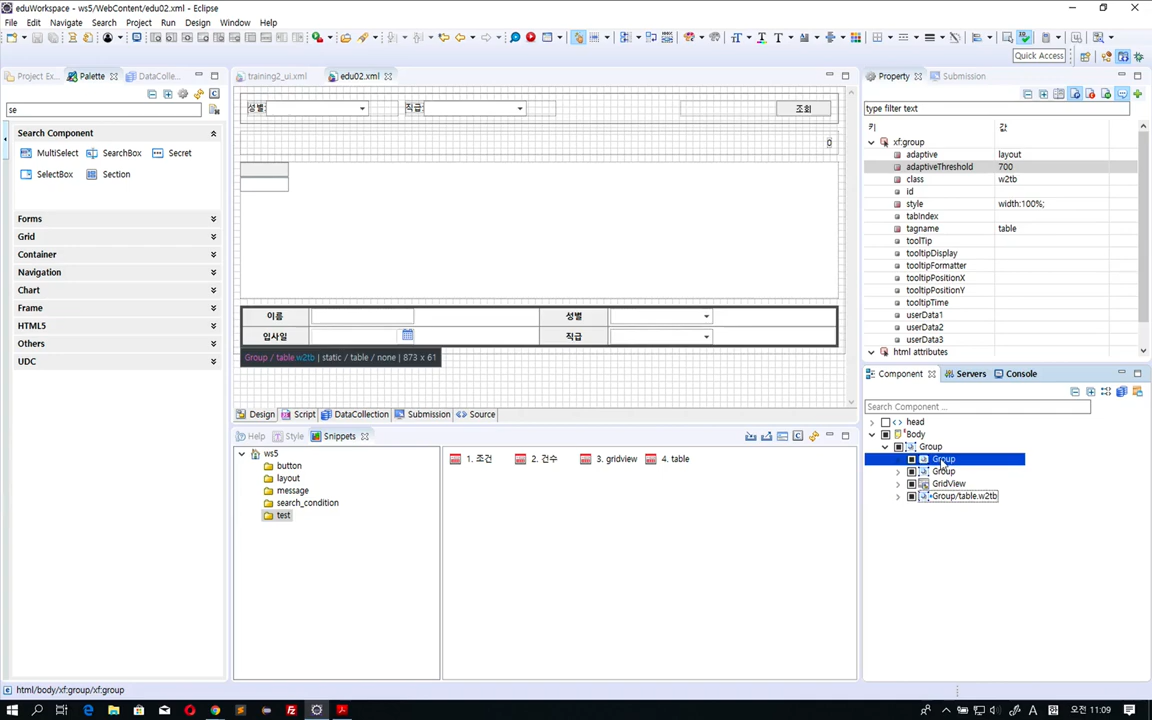 eduWorkspace - ws5/WebContent/edu02.xml - Eclipse
File Edit Navigate Search Project Run Design Window Help
Quick Access
Project Ex... Palette DataCollec...
se
Search Component
MultiSelect SearchBox Secret
SelectBox Section
Forms
Grid
Container
Navigation
Chart
Frame
HTML5
Others
UDC
training2_ui.xml edu02.xml
성별: 직급: 조회
0
이름 성별
입사일 직급
Group / table.w2tb | static / table / none | 873 x 61
Design Script DataCollection Submission Source
Help Style Snippets
ws5
button
layout
message
search_condition
test
1. 조건 2. 건수 3. gridview 4. table
Property Submission
type filter text
키 값
xf:group
adaptive layout
adaptiveThreshold 700
class w2tb
id
style width:100%;
tabIndex
tagname table
toolTip
tooltipDisplay
tooltipFormatter
tooltipPositionX
tooltipPositionY
tooltipTime
userData1
userData2
userData3
html attributes
Component Servers Console
Search Component ...
head
Body
Group
Group
Group
GridView
Group/table.w2tb
html/body/xf:group/xf:group
A 오전 11:09